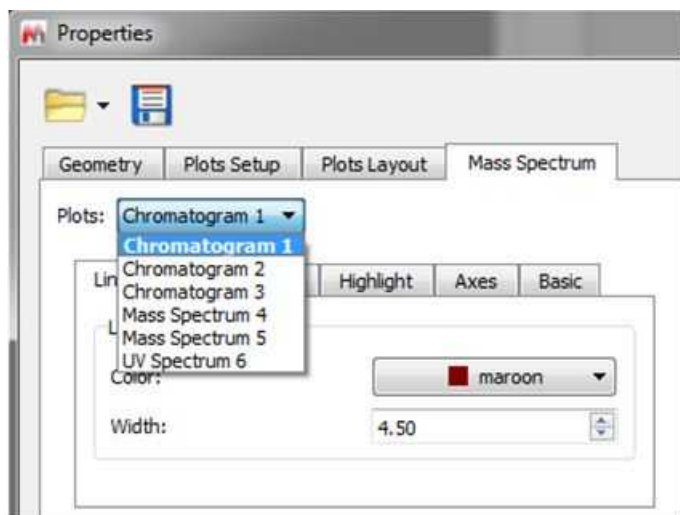 Properties
Geometry Plots Setup Plots Layout Mass Spectrum
Plots: Chromatogram 1
Chromatogram 1
Chromatogram 2
Chromatogram 3
Mass Spectrum 4
Mass Spectrum 5
UV Spectrum 6
Highlight Axes Basic
Color: maroon
Width: 4.50